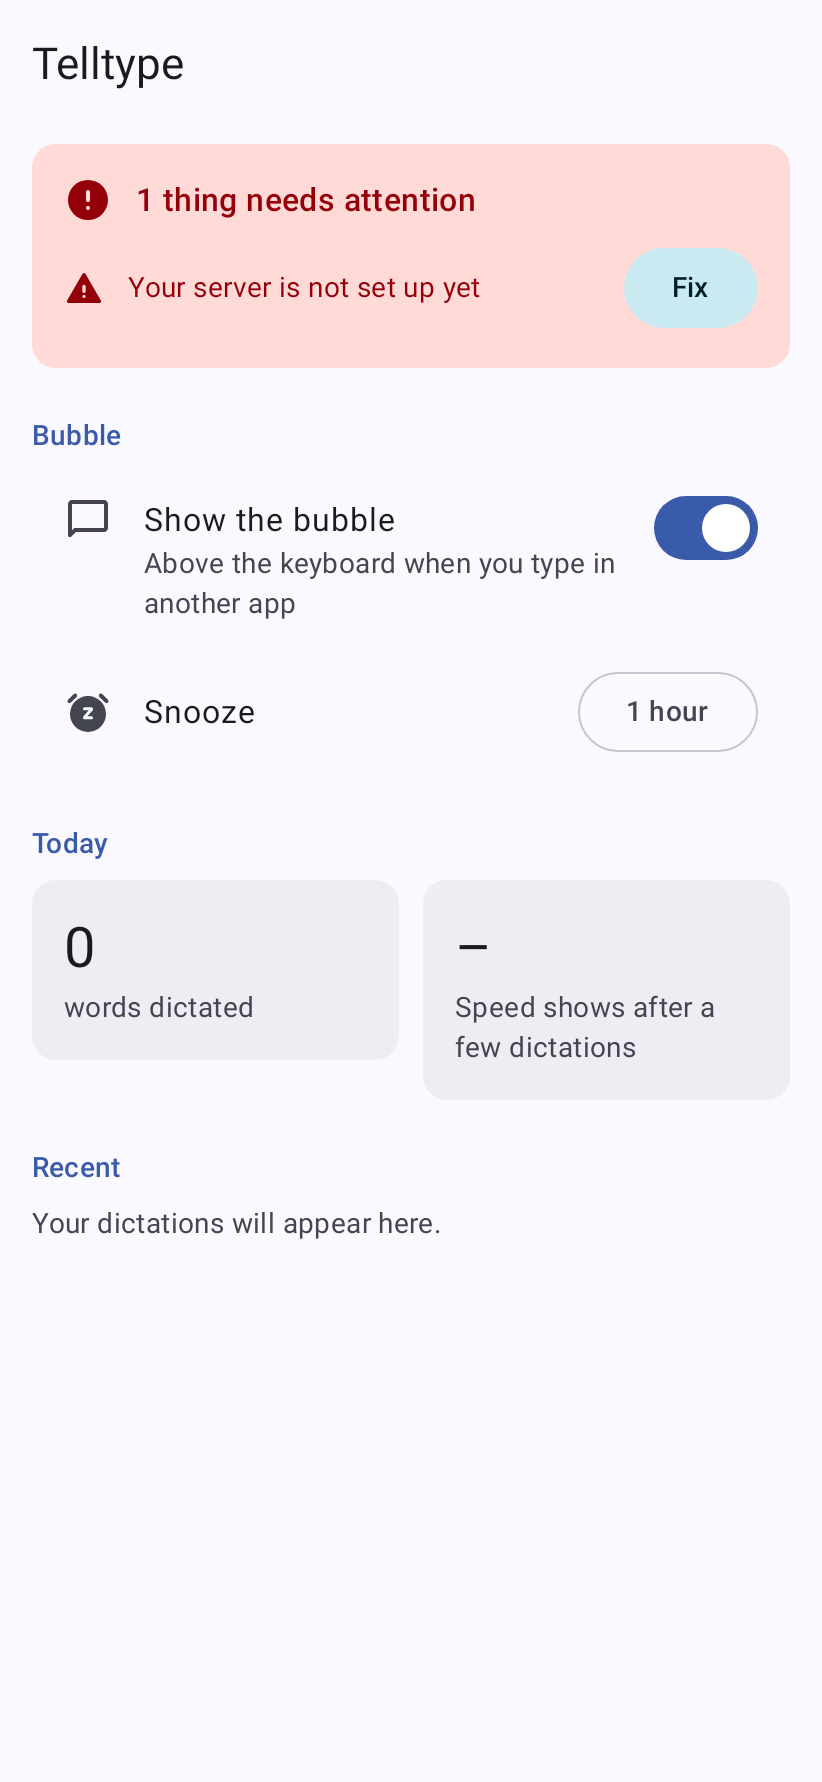 Telltype
1 thing needs attention
Your server is not set up yet
Fix
Bubble
Show the bubble
Above the keyboard when you type in
another app
Snooze
1 hour
Today
0
words dictated
–
Speed shows after a
few dictations
Recent
Your dictations will appear here.